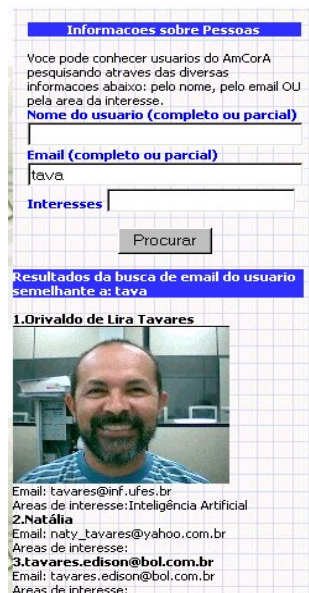 Informacoes sobre Pessoas
Voce pode conhecer usuarios do AmCorA
pesquisando atraves das diversas
informacoes abaixo: pelo nome, pelo email OU
pela area da interesse.
Nome do usuario (completo ou parcial)
Email (completo ou parcial)
tava
Interesses
Procurar
Resultados da busca de email do usuario
semelhante a: tava
1.Orivaldo de Lira Tavares
Email: tavares@inf.ufes.br
Areas de interesse:Inteligência Artificial
2.Natália
Email: naty_tavares@yahoo.com.br
Areas de interesse:
3.tavares.edison@bol.com.br
Email: tavares.edison@bol.com.br
Areas de interesse: